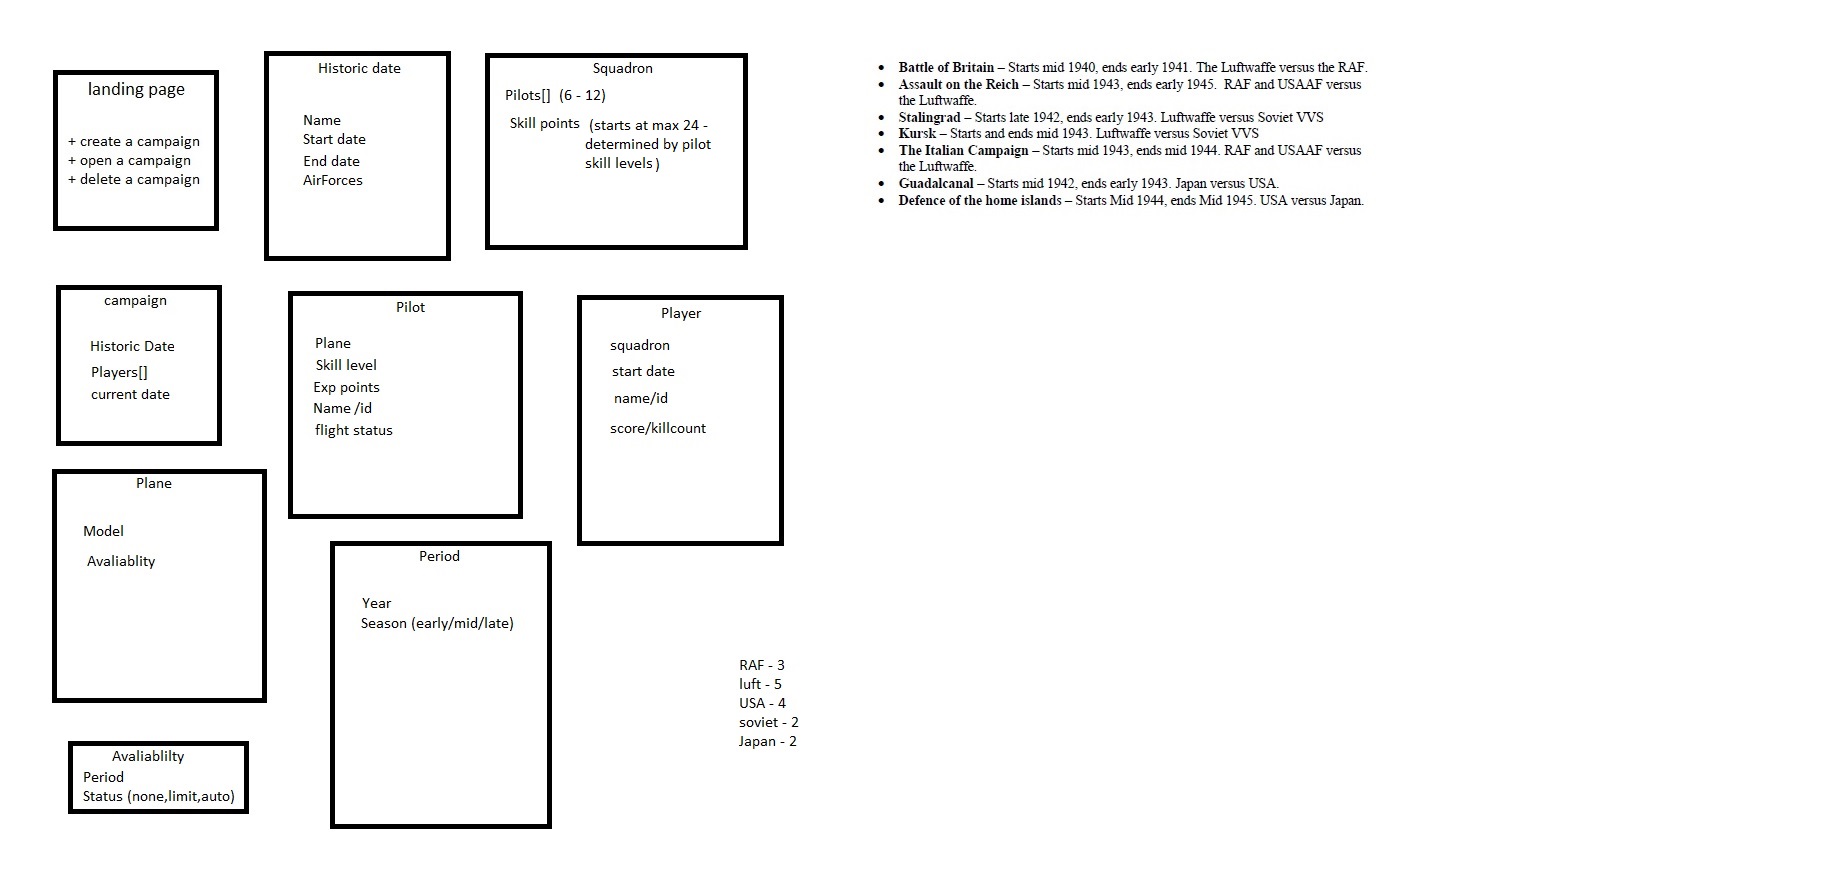 landing page
+ create a campaign
+ open a campaign
+ delete a campaign
Historic date
Name
Start date
End date
AirForces
Squadron
Pilots[] (6 - 12)
Skill points (starts at max 24 -
determined by pilot
skill levels)
• Battle of Britain – Starts mid 1940, ends early 1941. The Luftwaffe versus the RAF.
• Assault on the Reich – Starts mid 1943, ends early 1945. RAF and USAAF versus
the Luftwaffe.
• Stalingrad – Starts late 1942, ends early 1943. Luftwaffe versus Soviet VVS
• Kursk – Starts and ends mid 1943. Luftwaffe versus Soviet VVS
• The Italian Campaign – Starts mid 1943, ends mid 1944. RAF and USAAF versus
the Luftwaffe.
• Guadalcanal – Starts mid 1942, ends early 1943. Japan versus USA.
• Defence of the home islands – Starts Mid 1944, ends Mid 1945. USA versus Japan.
campaign
Historic Date
Players[]
current date
Pilot
Plane
Skill level
Exp points
Name /id
flight status
Player
squadron
start date
name/id
score/killcount
Plane
Model
Avaliablity
Period
Year
Season (early/mid/late)
RAF - 3
luft - 5
USA - 4
soviet - 2
Japan - 2
Avaliablilty
Period
Status (none,limit,auto)